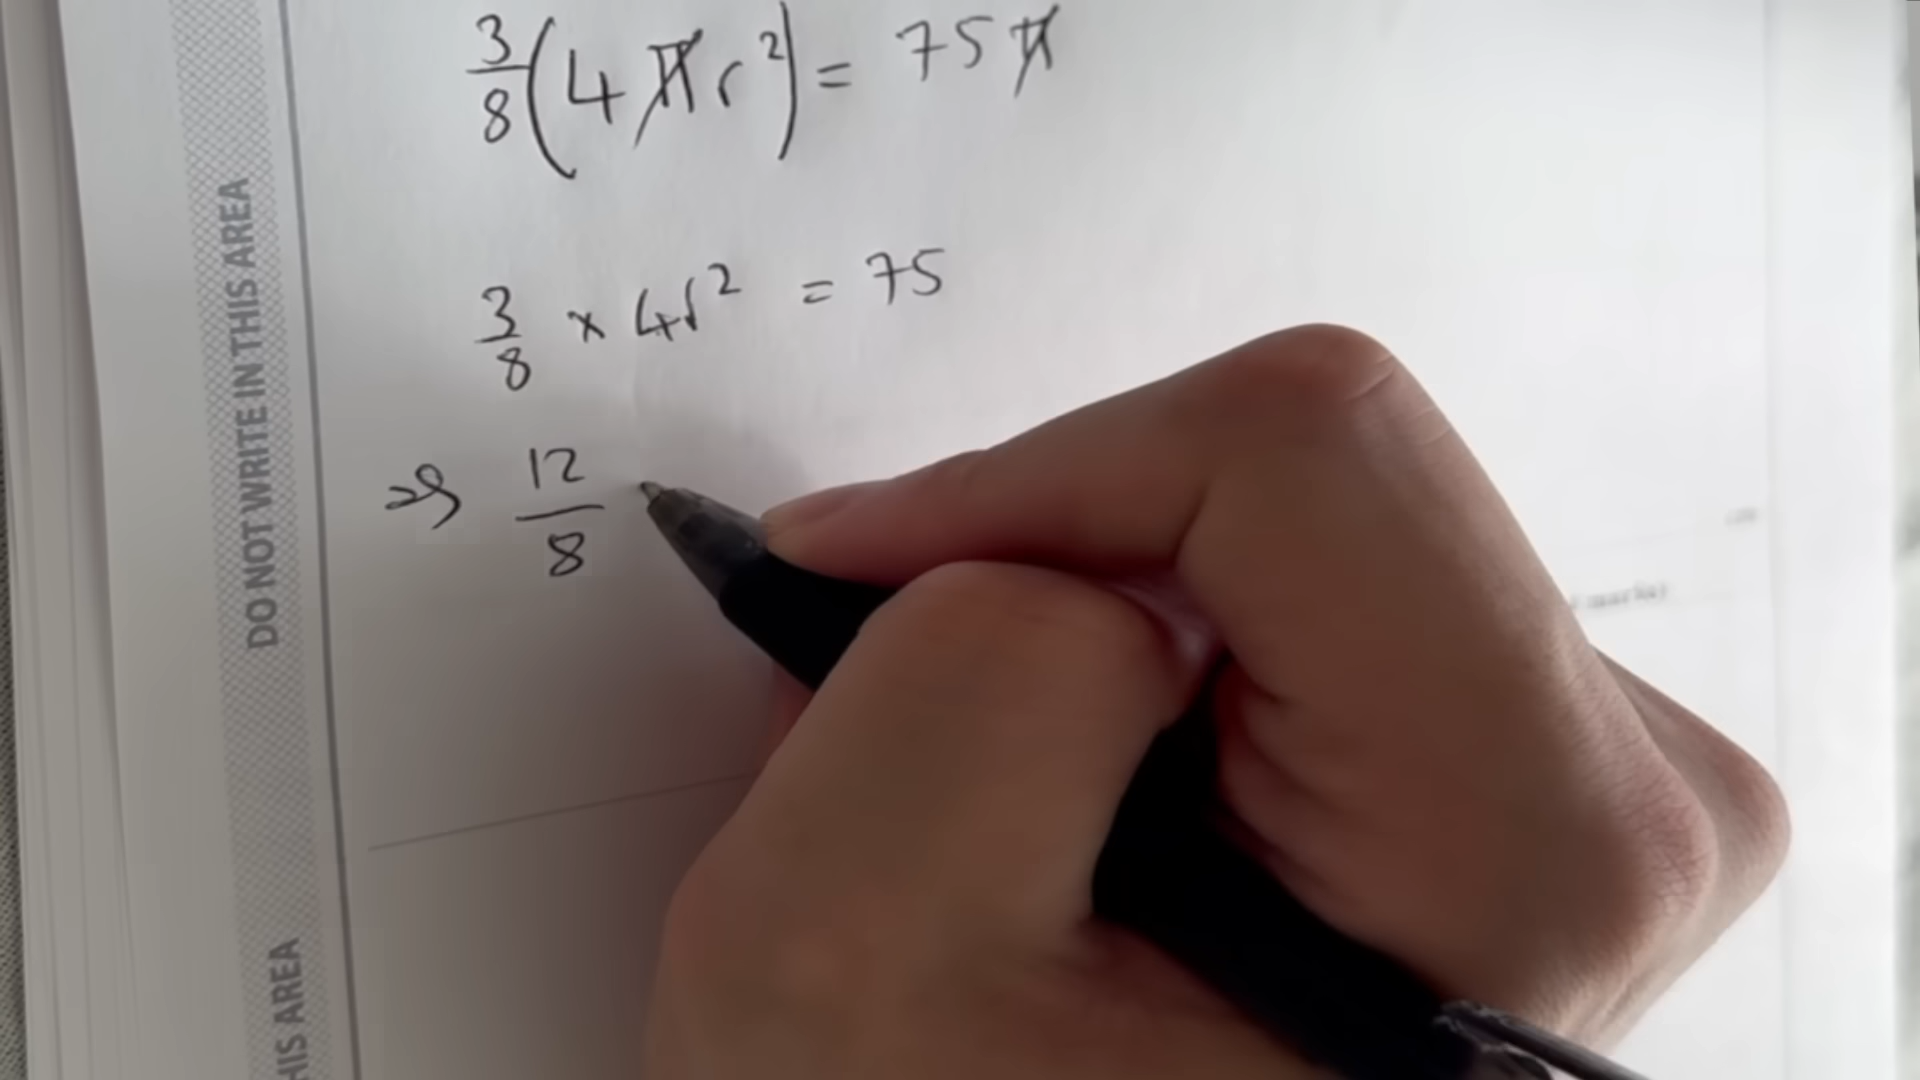 3/8(4πr²) = 75π
3/8 × 4r² = 75
⇒ 12/8
DO NOT WRITE IN THIS AREA
HIS AREA